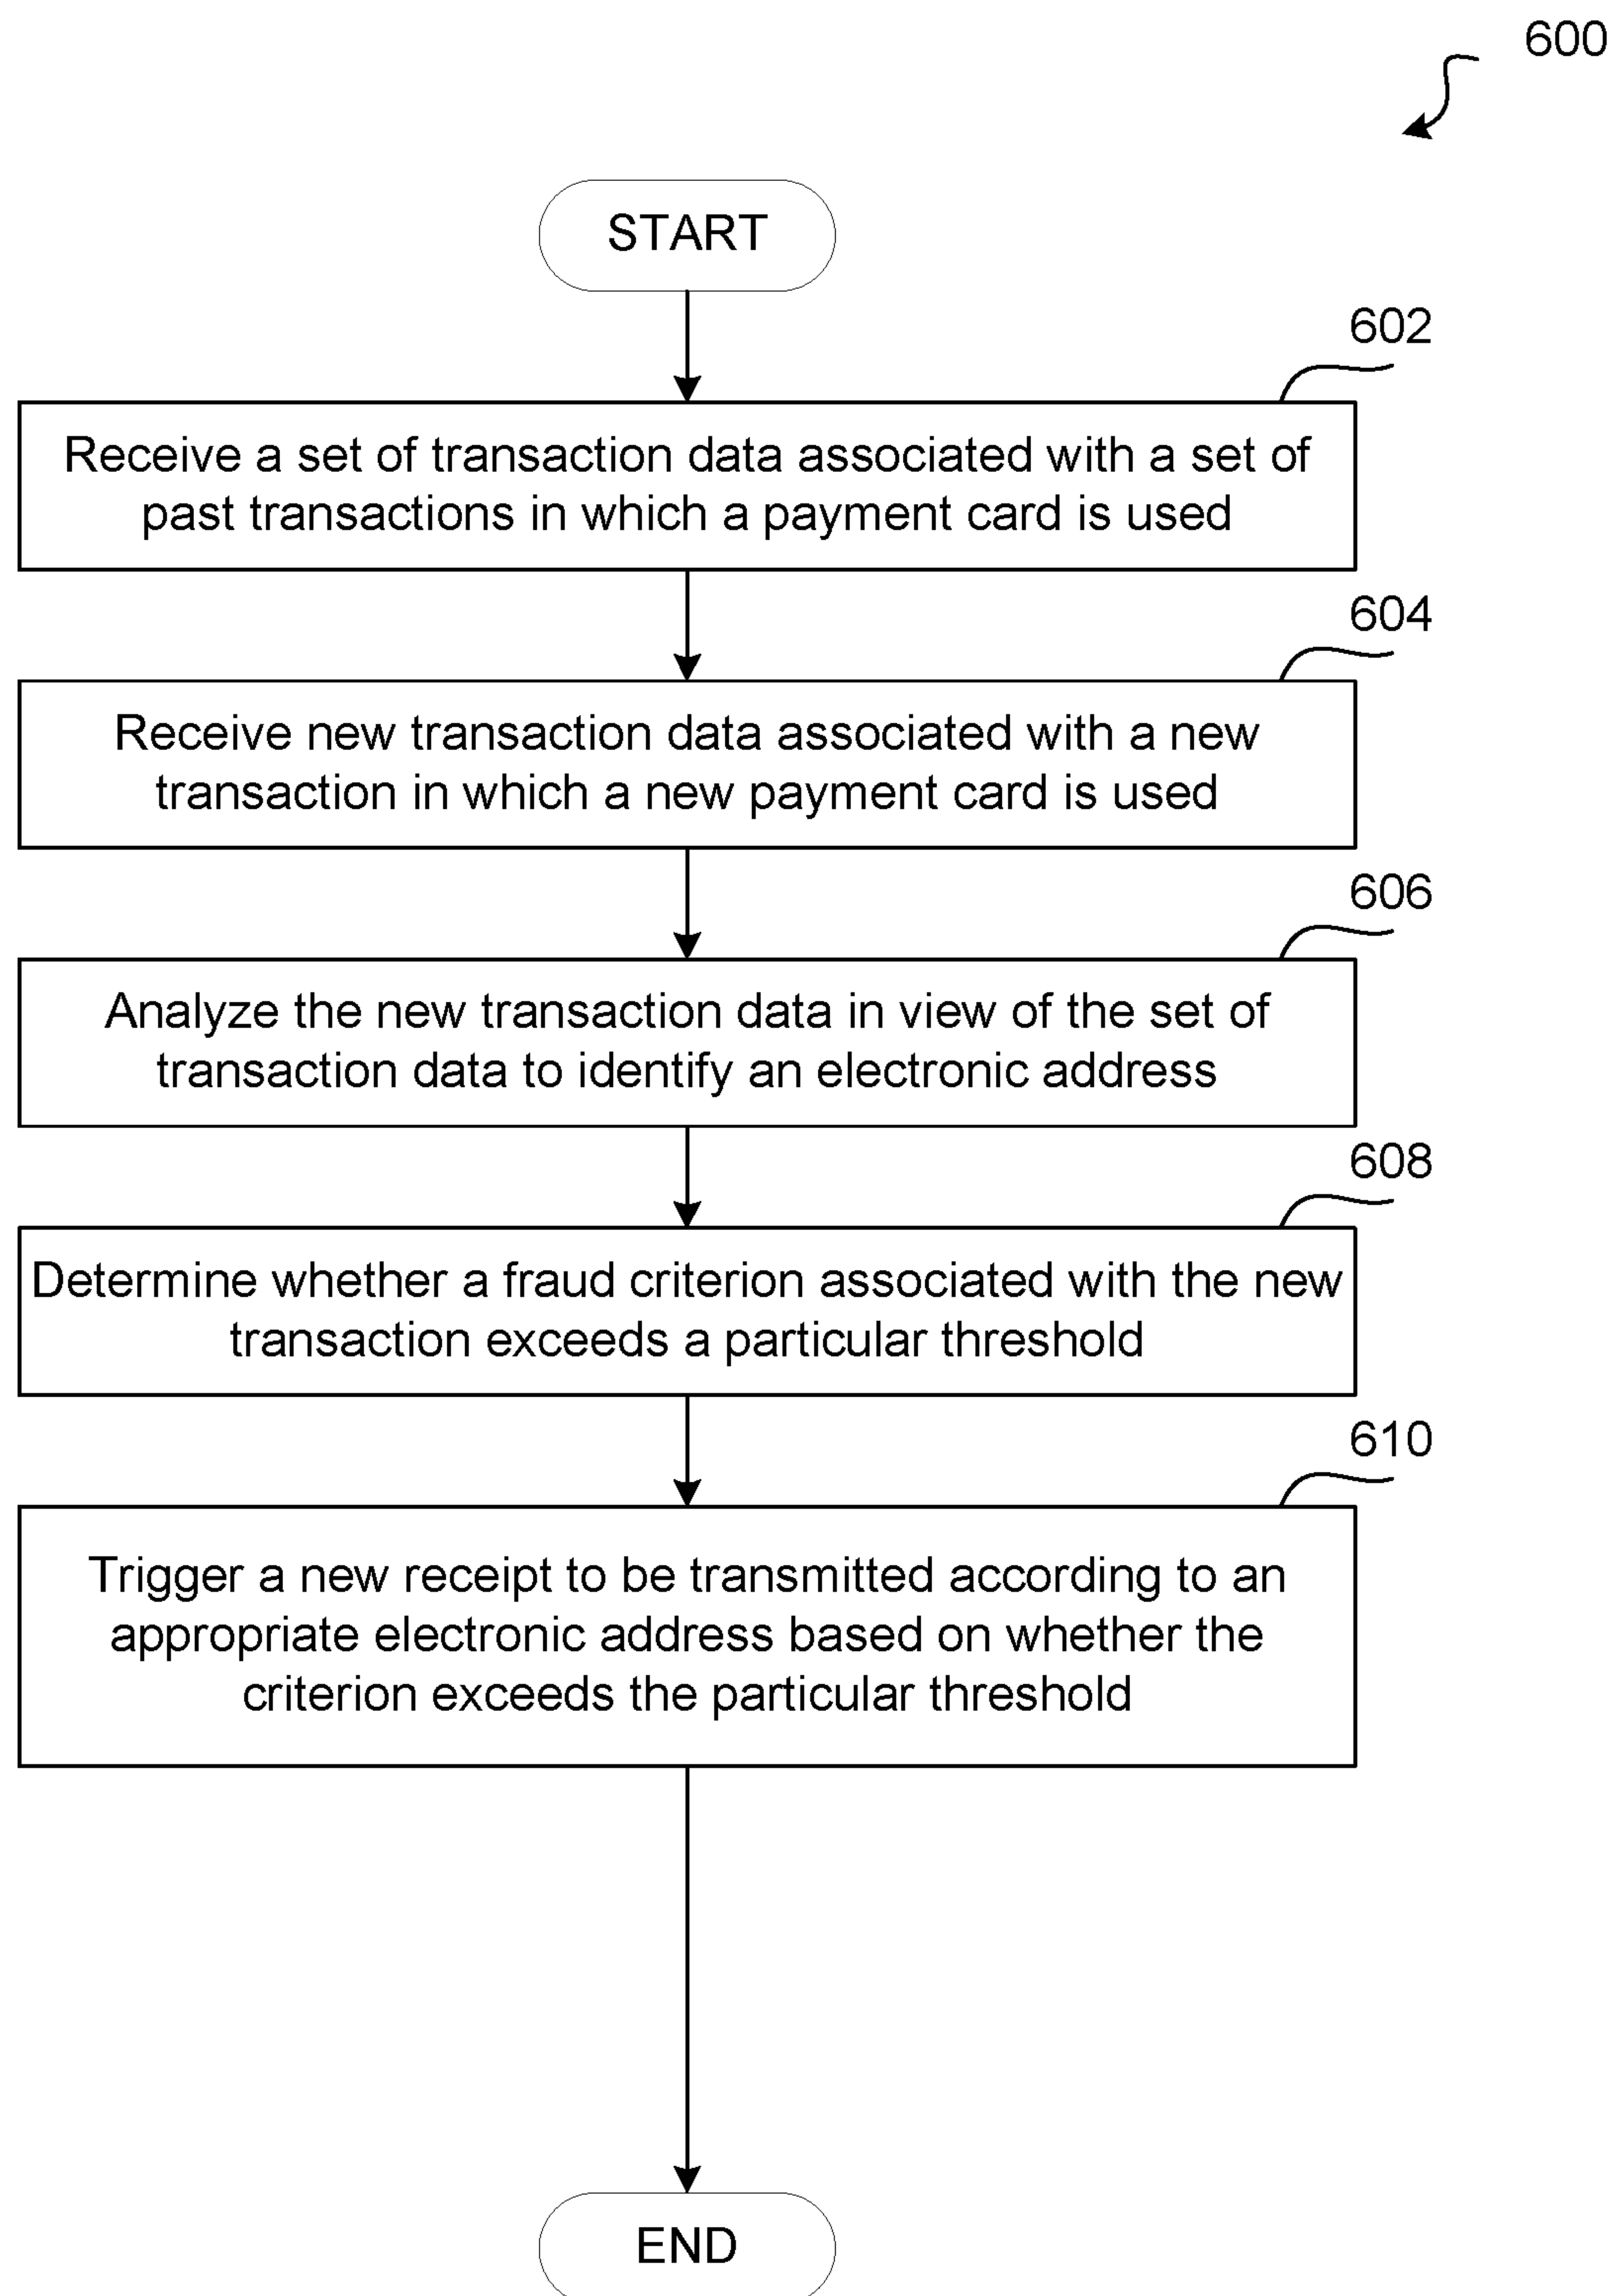 600
START
602
Receive a set of transaction data associated with a set of
past transactions in which a payment card is used
604
Receive new transaction data associated with a new
transaction in which a new payment card is used
606
Analyze the new transaction data in view of the set of
transaction data to identify an electronic address
608
Determine whether a fraud criterion associated with the new
transaction exceeds a particular threshold
610
Trigger a new receipt to be transmitted according to an
appropriate electronic address based on whether the
criterion exceeds the particular threshold
END